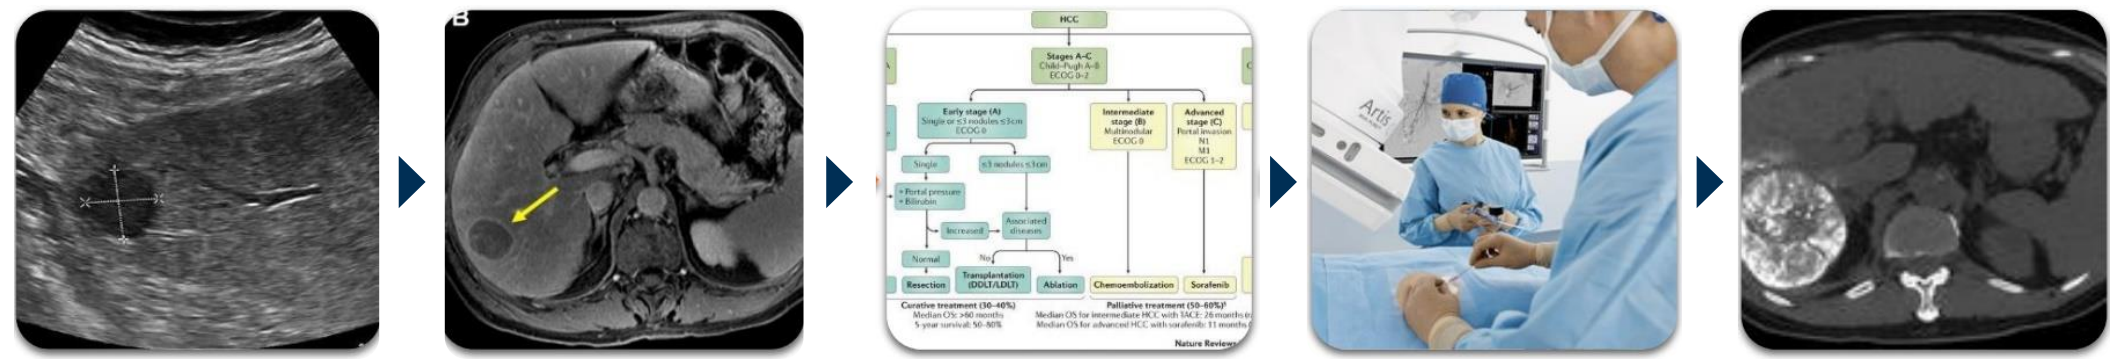 B
HCC
Stages A–C
Child–Pugh A–B
ECOG 0–2
A
C
Early stage (A)
Single or ≤3 nodules ≤3cm
ECOG 0
Intermediate
stage (B)
Multinodular
ECOG 0
Advanced
stage (C)
Portal invasion
N1
M1
ECOG 1–2
Single
≤3 nodules ≤3cm
• Portal pressure
• Bilirubin
Increased
Associated
diseases
Normal
No
Yes
Resection
Transplantation
(DDLT/LDLT)
Ablation
Chemoembolization
Sorafenib
Curative treatment (30–40%)
Median OS: >60 months
5-year survival: 50–80%
Palliative treatment (50–60%)
Median OS for intermediate HCC with TACE: 26 months
Median OS for advanced HCC with sorafenib: 11 months
Nature Reviews
Artis